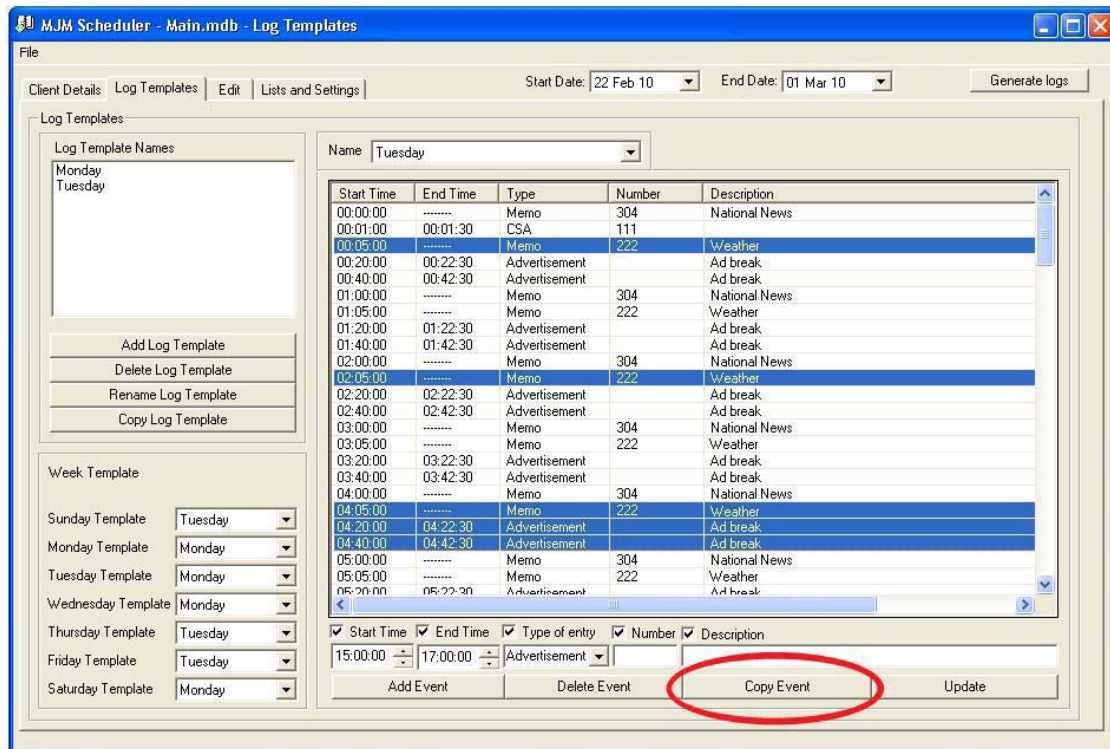 MJM Scheduler - Main.mdb - Log Templates
File
Client Details Log Templates Edit Lists and Settings Start Date: 22 Feb 10 End Date: 01 Mar 10 Generate logs
Log Templates
Log Template Names
Monday
Tuesday
Add Log Template
Delete Log Template
Rename Log Template
Copy Log Template
Week Template
Sunday Template Tuesday
Monday Template Monday
Tuesday Template Monday
Wednesday Template Monday
Thursday Template Tuesday
Friday Template Tuesday
Saturday Template Monday
Name Tuesday
Start Time End Time Type Number Description
00:00:00 -------- Memo 304 National News
00:01:00 00:01:30 CSA 111
00:05:00 -------- Memo 222 Weather
00:20:00 00:22:30 Advertisement Ad break
00:40:00 00:42:30 Advertisement Ad break
01:00:00 -------- Memo 304 National News
01:05:00 -------- Memo 222 Weather
01:20:00 01:22:30 Advertisement Ad break
01:40:00 01:42:30 Advertisement Ad break
02:00:00 -------- Memo 304 National News
02:05:00 -------- Memo 222 Weather
02:20:00 02:22:30 Advertisement Ad break
02:40:00 02:42:30 Advertisement Ad break
03:00:00 -------- Memo 304 National News
03:05:00 -------- Memo 222 Weather
03:20:00 03:22:30 Advertisement Ad break
03:40:00 03:42:30 Advertisement Ad break
04:00:00 -------- Memo 304 National News
04:05:00 -------- Memo 222 Weather
04:20:00 04:22:30 Advertisement Ad break
04:40:00 04:42:30 Advertisement Ad break
05:00:00 -------- Memo 304 National News
05:05:00 -------- Memo 222 Weather
05:20:00 05:22:30 Advertisement Ad break
Start Time End Time Type of entry Number Description
15:00:00 17:00:00 Advertisement
Add Event Delete Event Copy Event Update